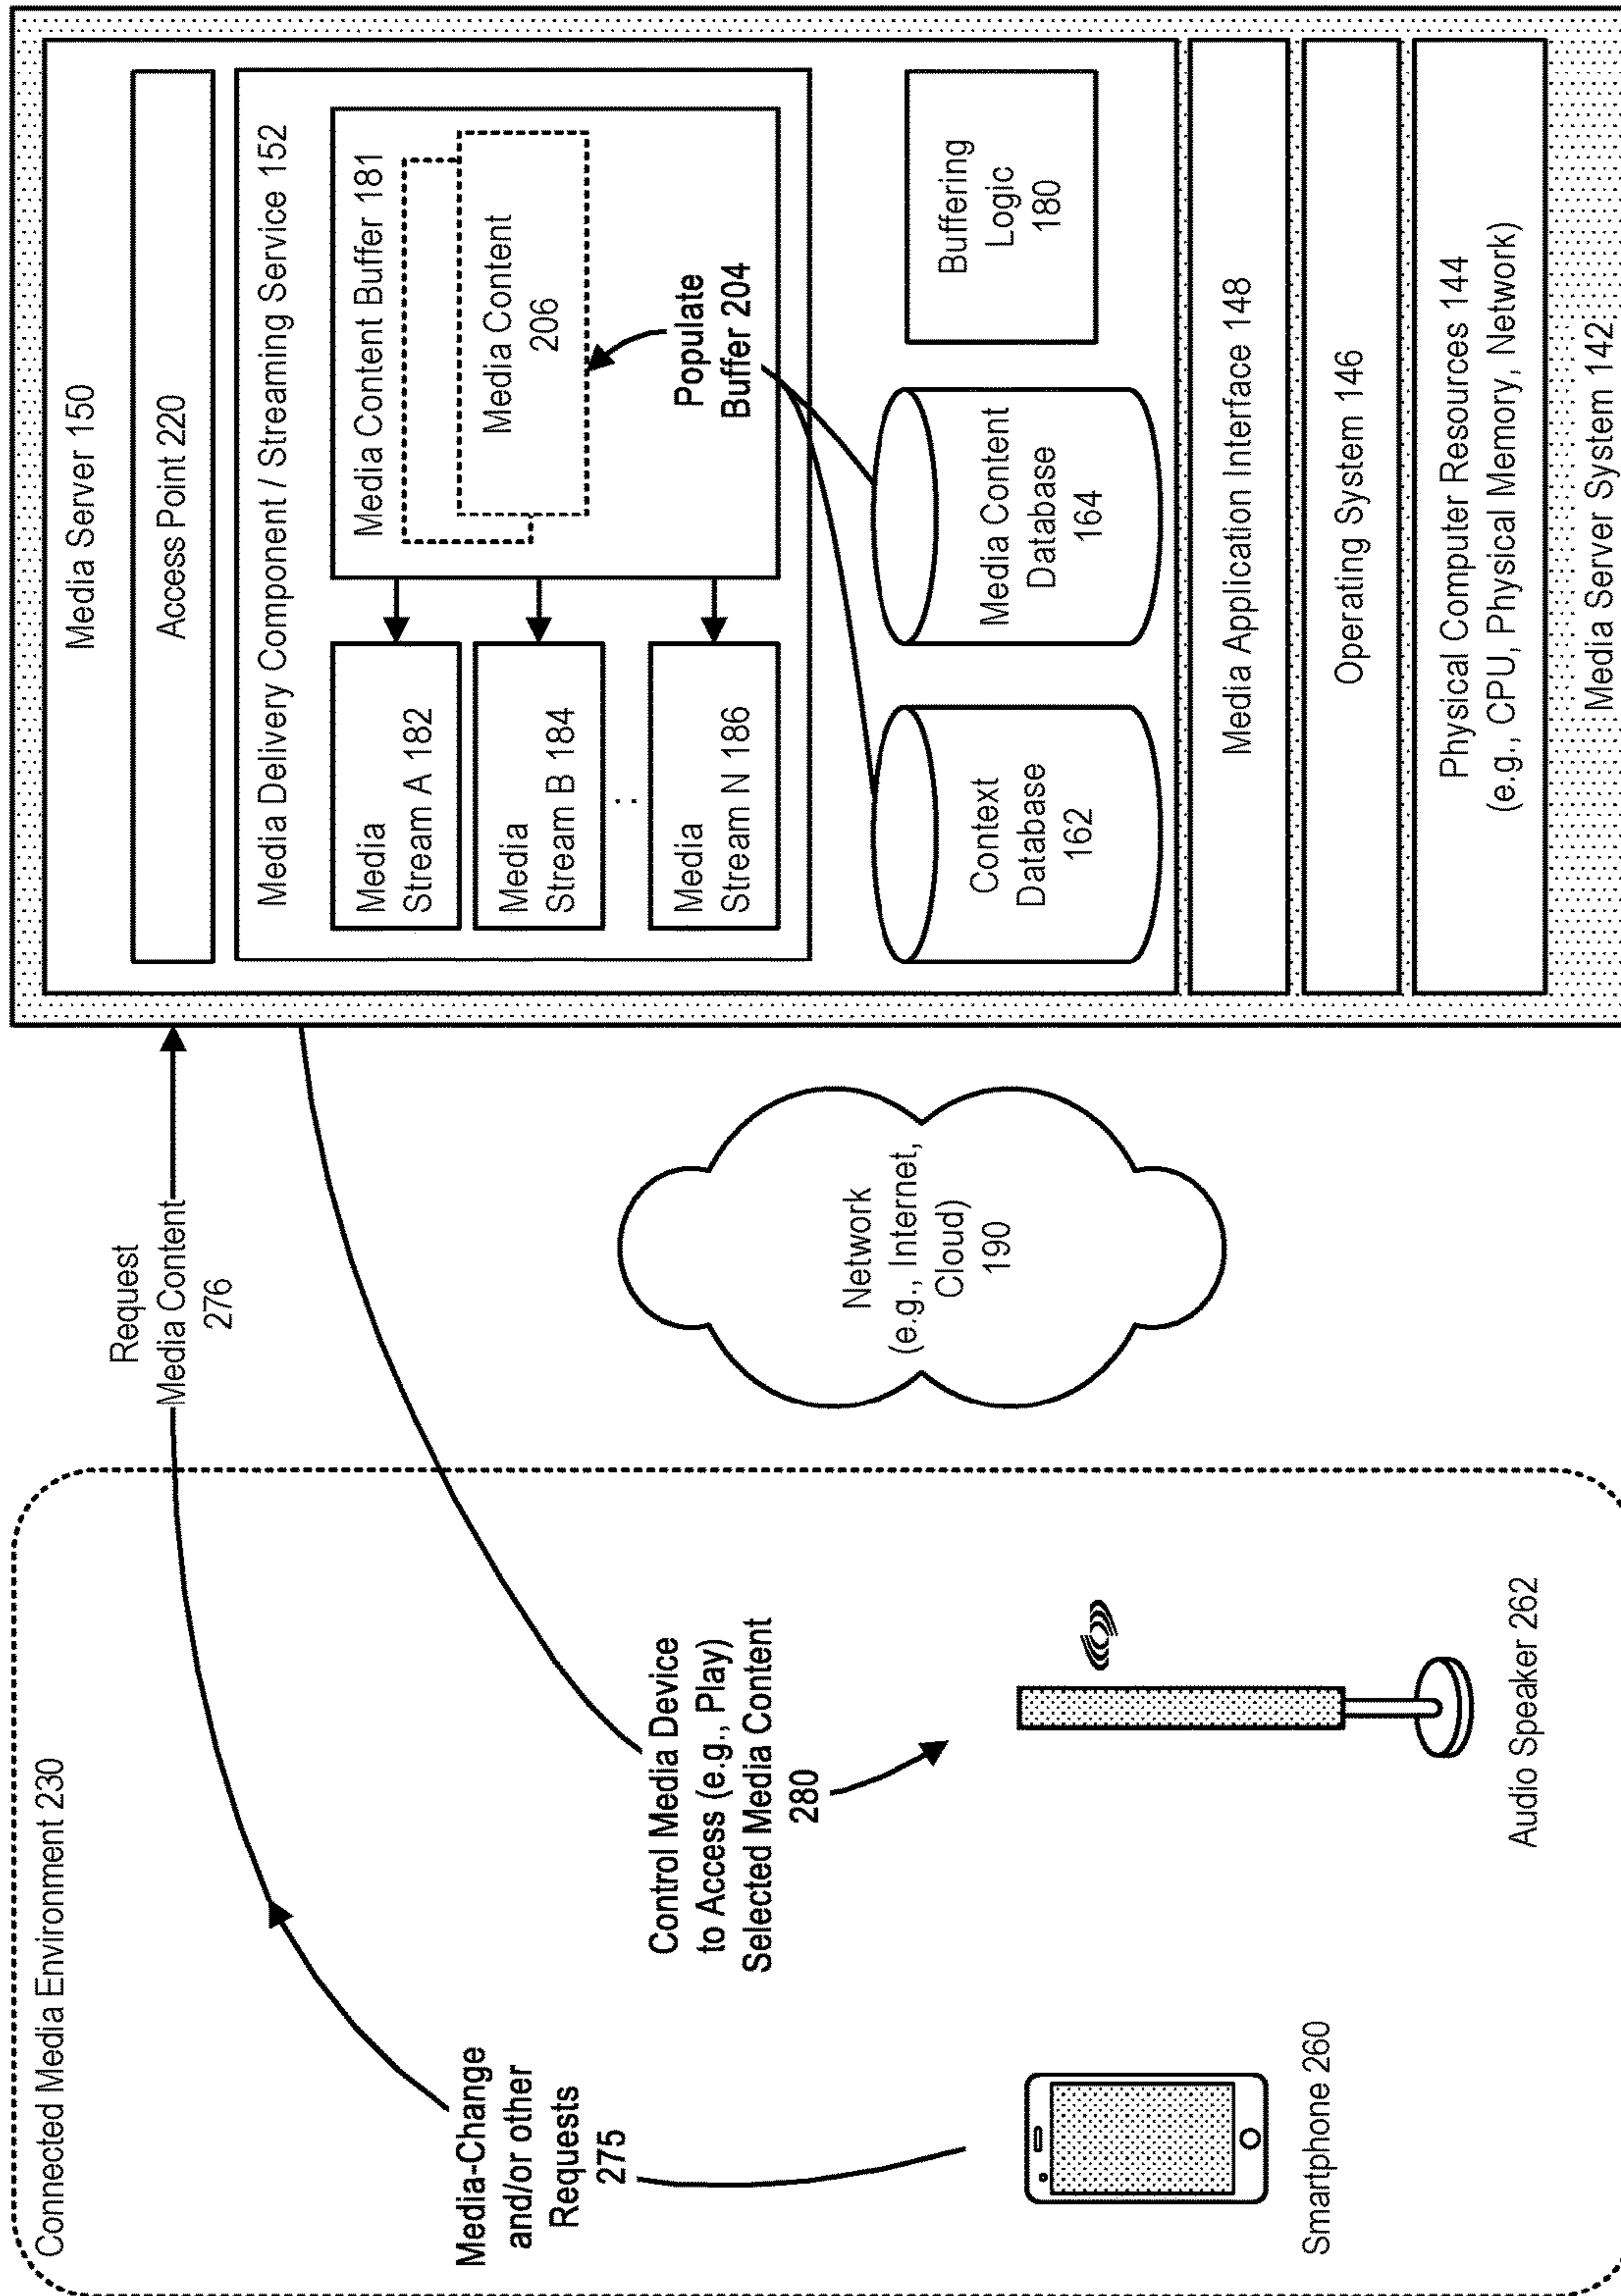 Connected Media Environment 230
Media-Change
and/or other
Requests
275
Request
Media Content
276
Control Media Device
to Access (e.g., Play)
Selected Media Content
280
Smartphone 260
Audio Speaker 262
Network
(e.g., Internet,
Cloud)
190
Media Server 150
Access Point 220
Media Delivery Component / Streaming Service 152
Media
Stream A 182
Media
Stream B 184
:
Media
Stream N 186
Media Content Buffer 181
Media Content
206
Populate
Buffer 204
Context
Database
162
Media Content
Database
164
Buffering
Logic
180
Media Application Interface 148
Operating System 146
Physical Computer Resources 144
(e.g., CPU, Physical Memory, Network)
Media Server System 142